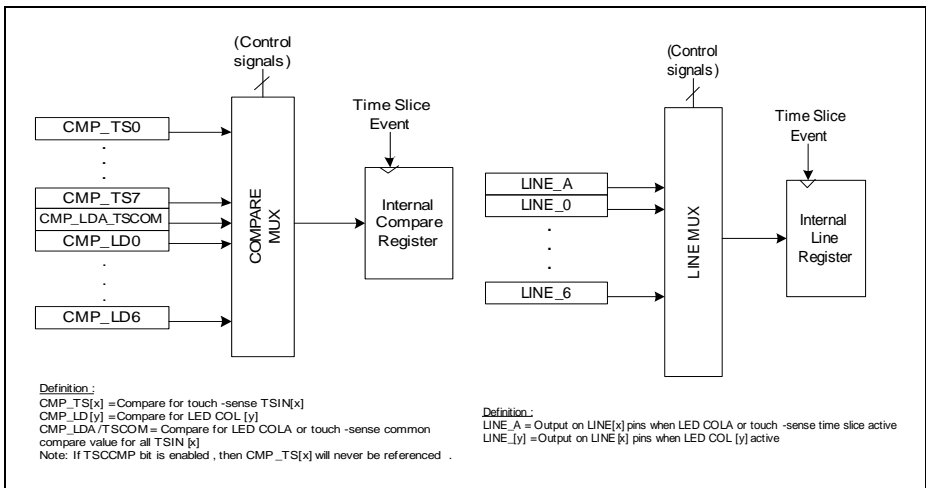 (Control
signals)
CMP_TS0
Time Slice
Event
CMP_TS7
CMP_LDA_TSCOM
CMP_LD0
CMP_LD6
COMPARE
MUX
Internal
Compare
Register
Definition :
CMP_TS[x] = Compare for touch -sense TSIN[x]
CMP_LD[y] = Compare for LED COL [y]
CMP_LDA /TSCOM = Compare for LED COLA or touch -sense common
compare value for all TSIN [x]
Note: If TSCCMP bit is enabled , then CMP _TS[x] will never be referenced .
(Control
signals)
Time Slice
Event
LINE_A
LINE_0
LINE_6
LINE MUX
Internal
Line
Register
Definition :
LINE_A = Output on LINE[x] pins when LED COLA or touch -sense time slice active
LINE_[y] =Output on LINE [x] pins when LED COL [y] active